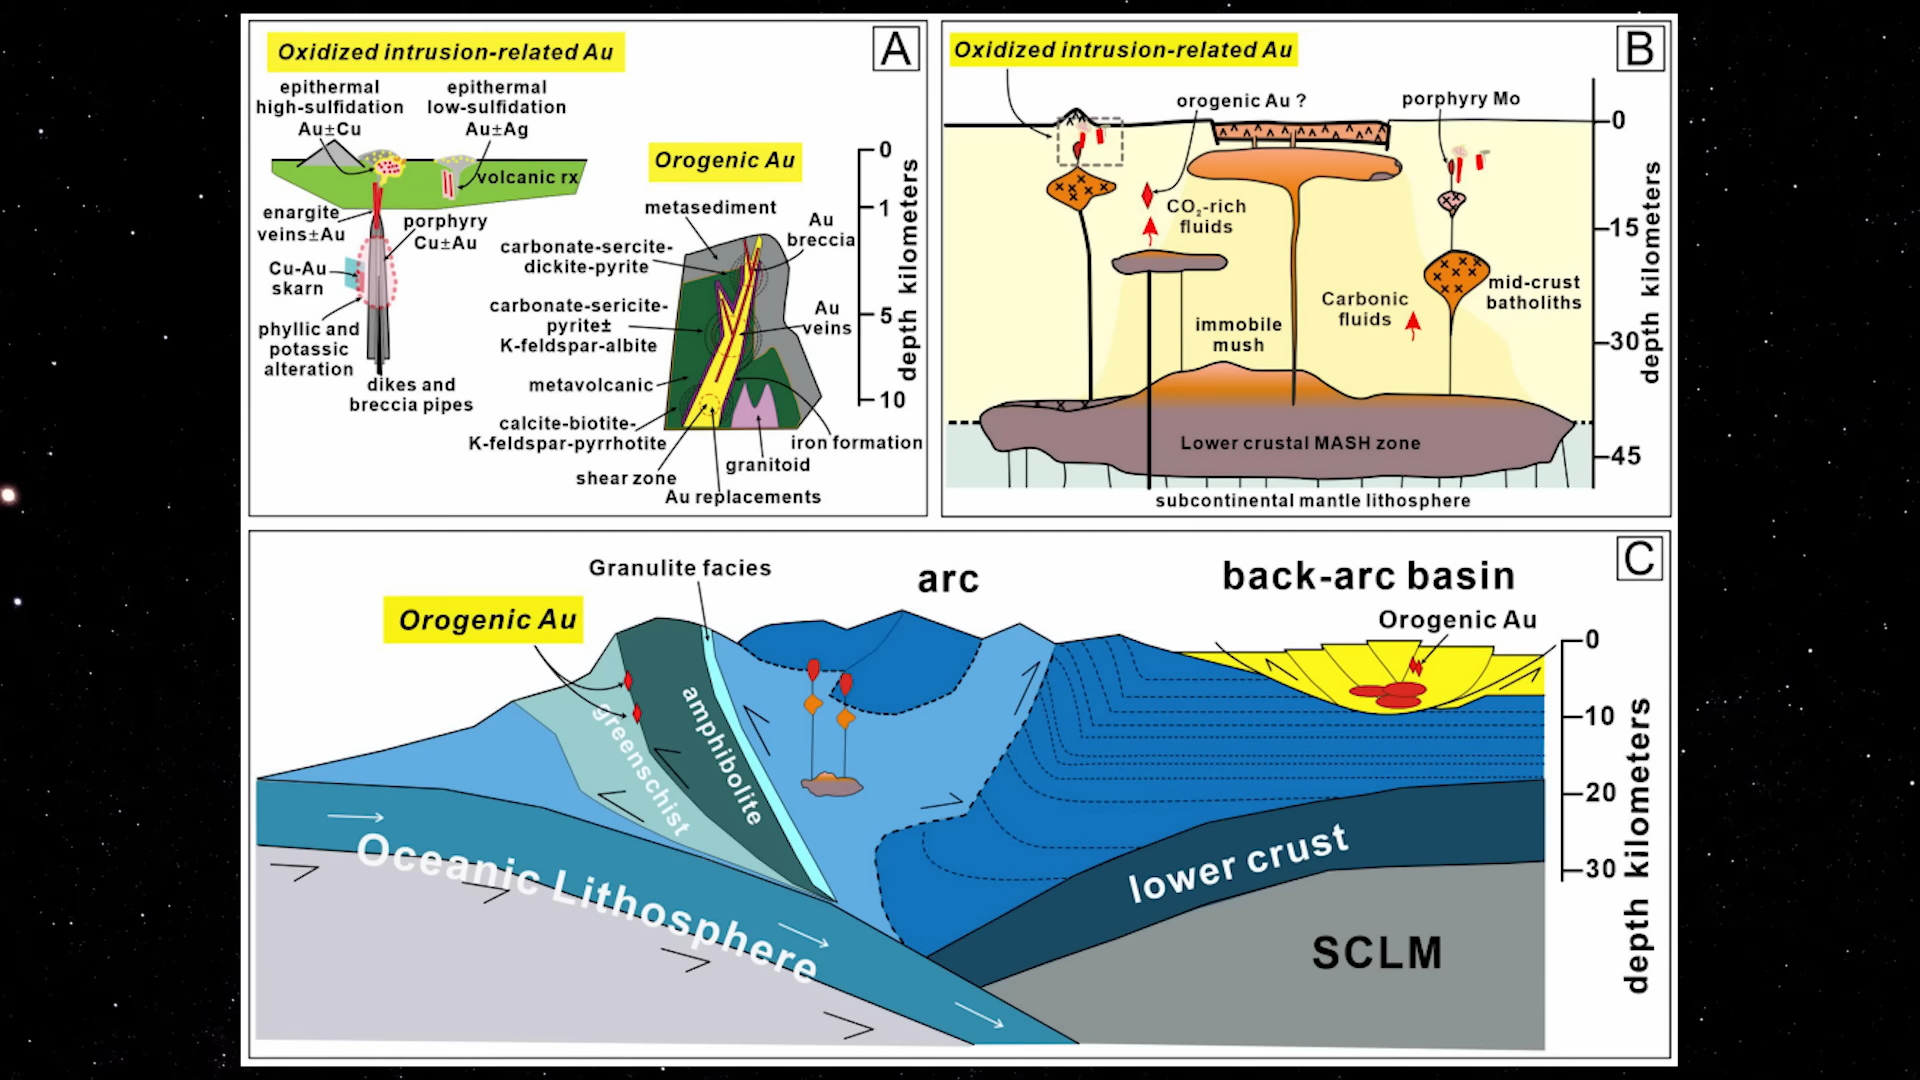 Oxidized intrusion-related Au
A
epithermal
high-sulfidation
Au±Cu
epithermal
low-sulfidation
Au±Ag
volcanic rx
enargite
veins±Au
porphyry
Cu±Au
Cu-Au
skarn
phyllic and
potassic
alteration
dikes and
breccia pipes
Orogenic Au
metasediment
Au
breccia
carbonate-sercite-
dickite-pyrite
carbonate-sericite-
pyrite±
K-feldspar-albite
Au
veins
metavolcanic
calcite-biotite-
K-feldspar-pyrrhotite
iron formation
granitoid
shear zone
Au replacements
0
1
5
10
depth kilometers
Oxidized intrusion-related Au
B
orogenic Au ?
porphyry Mo
CO2-rich
fluids
mid-crust
batholiths
Carbonic
fluids
immobile
mush
Lower crustal MASH zone
subcontinental mantle lithosphere
0
15
30
45
depth kilometers
C
Granulite facies
arc
back-arc basin
Orogenic Au
Orogenic Au
greenschist
amphibolite
Oceanic Lithosphere
lower crust
SCLM
0
10
20
30
depth kilometers